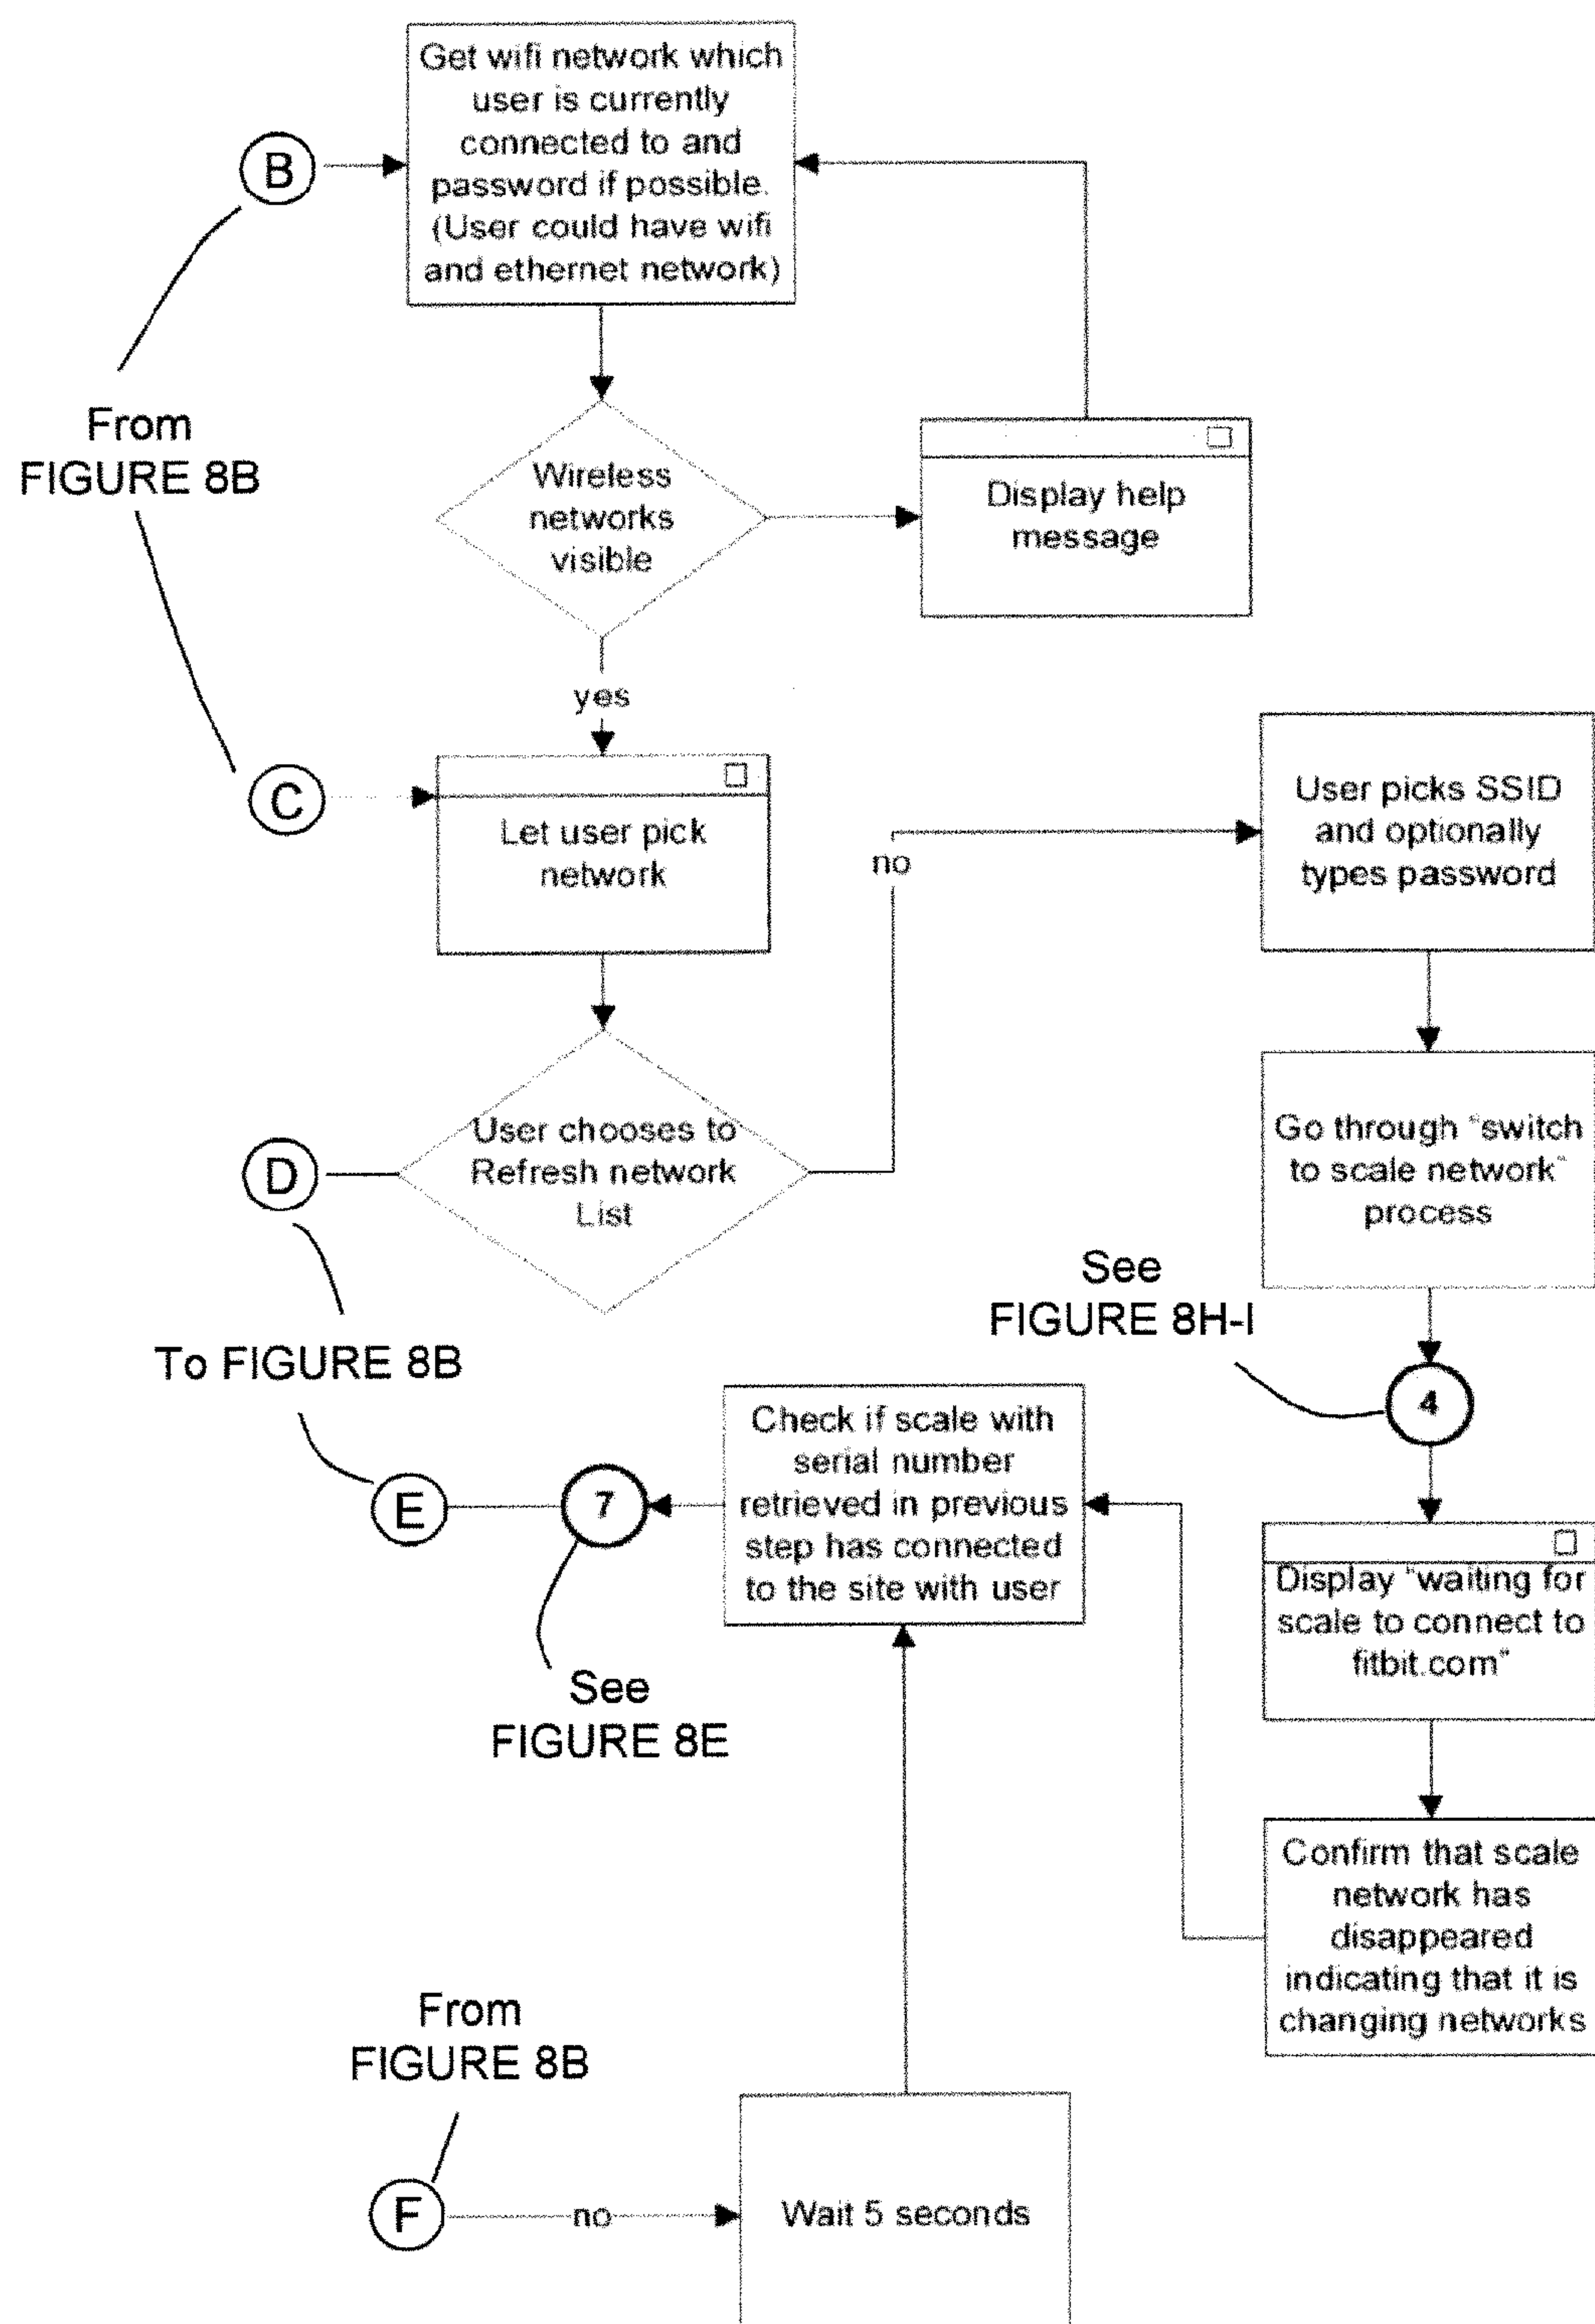 Get wifi network which
user is currently
connected to and
password if possible.
(User could have wifi
and ethernet network)
B
From
FIGURE 8B
Wireless
networks
visible
Display help
message
yes
C
Let user pick
network
no
User picks SSID
and optionally
types password
D
User chooses to
Refresh network
List
Go through "switch
to scale network"
process
See
FIGURE 8H-I
To FIGURE 8B
4
Check if scale with
serial number
retrieved in previous
step has connected
to the site with user
7
E
Display "waiting for
scale to connect to
fitbit.com"
See
FIGURE 8E
Confirm that scale
network has
disappeared
indicating that it is
changing networks
From
FIGURE 8B
F
no
Wait 5 seconds